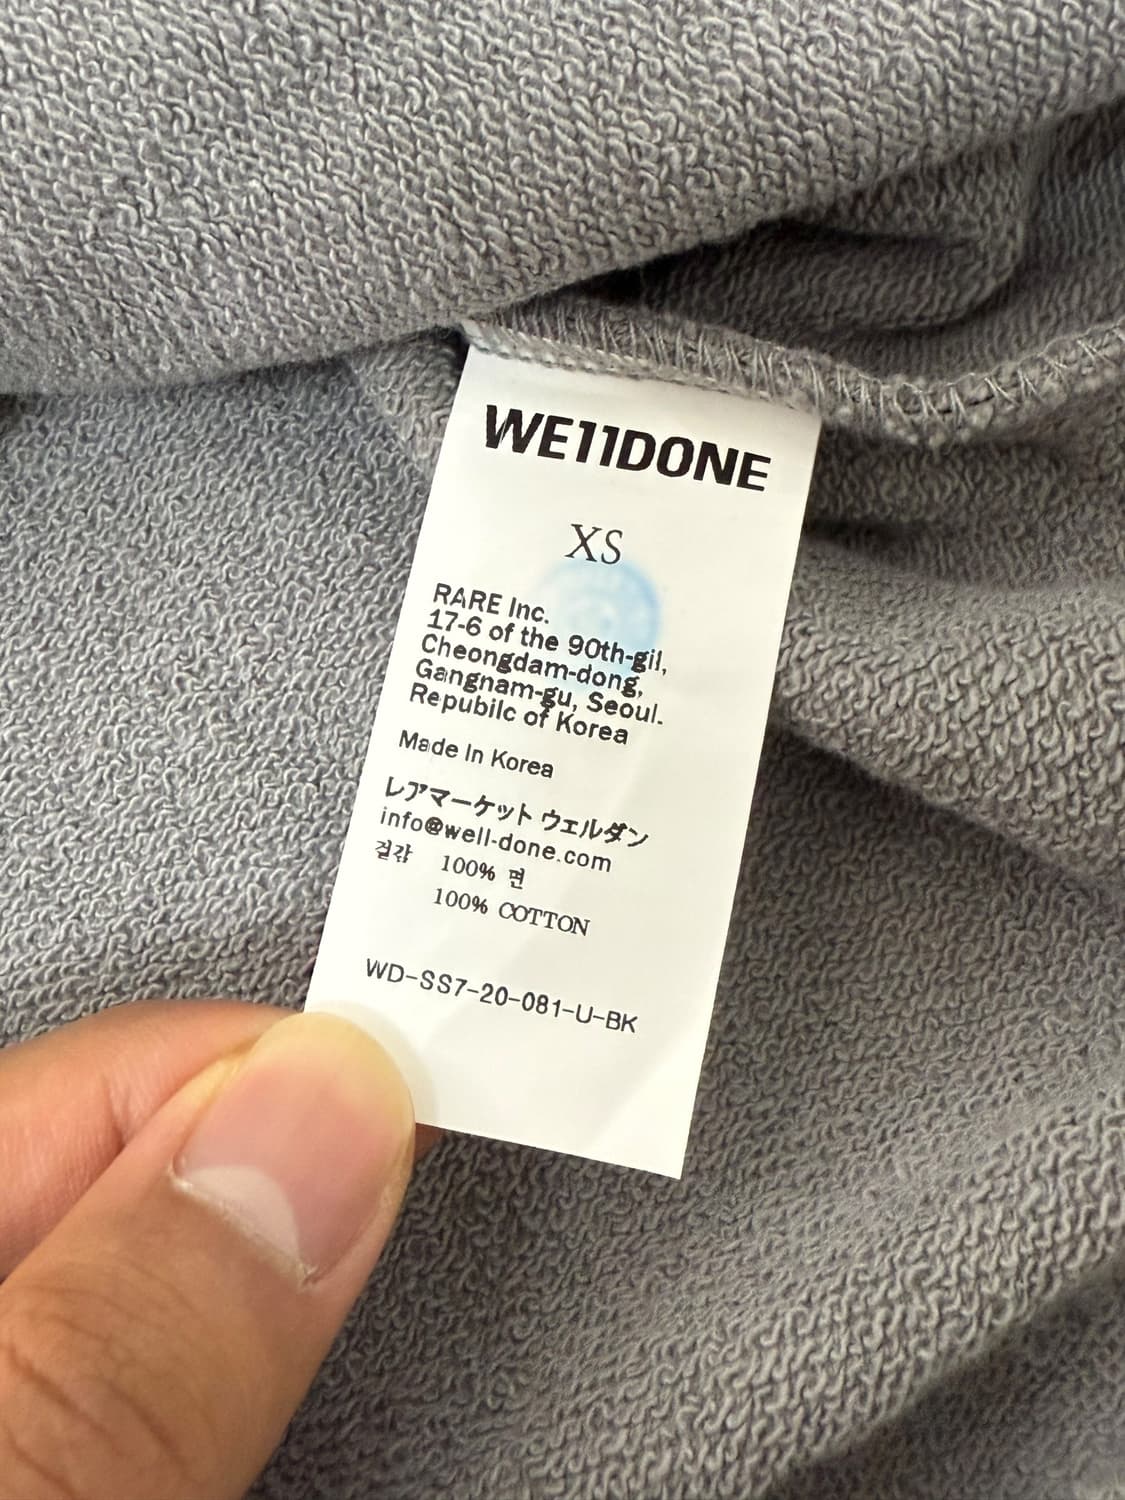 WE11DONE
XS
RARE Inc.
17-6 of the 90th-gil,
Cheongdam-dong,
Gangnam-gu, Seoul.
Repubilc of Korea
Made In Korea
レアマーケット ウェルダン
info@well-done.com
겉감 100% 면
100% COTTON
WD-SS7-20-081-U-BK